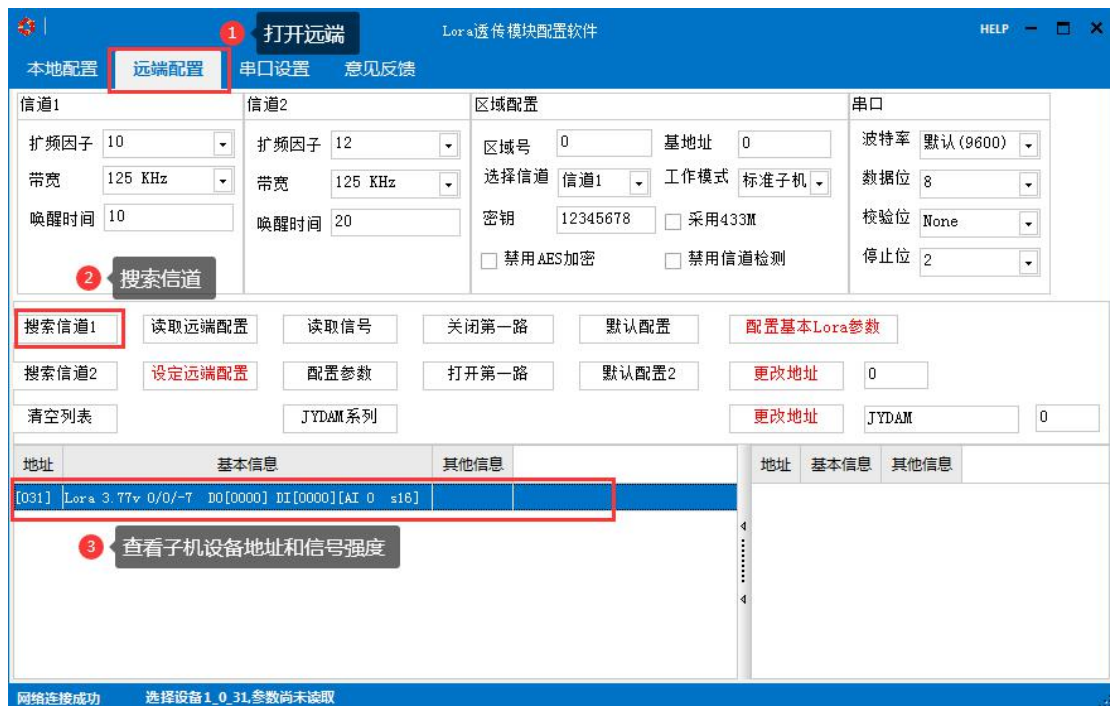 1 打开远端 Lora透传模块配置软件 HELP
本地配置 远端配置 串口设置 意见反馈
信道1 信道2 区域配置 串口
扩频因子 10 扩频因子 12 区域号 0 基地址 0 波特率 默认(9600)
带宽 125 KHz 带宽 125 KHz 选择信道 信道1 工作模式 标准子机 数据位 8
唤醒时间 10 唤醒时间 20 密钥 12345678 采用433M 校验位 None
禁用AES加密 禁用信道检测 停止位 2
2 搜索信道
搜索信道1 读取远端配置 读取信号 关闭第一路 默认配置 配置基本Lora参数
搜索信道2 设定远端配置 配置参数 打开第一路 默认配置2 更改地址 0
清空列表 JYDAM系列 更改地址 JYDAM 0
地址 基本信息 其他信息 地址 基本信息 其他信息
[031] Lora 3.77v 0/0/-7 DO[0000] DI[0000][AI 0 s16]
3 查看子机设备地址和信号强度
网络连接成功 选择设备1_0_31,参数尚未读取